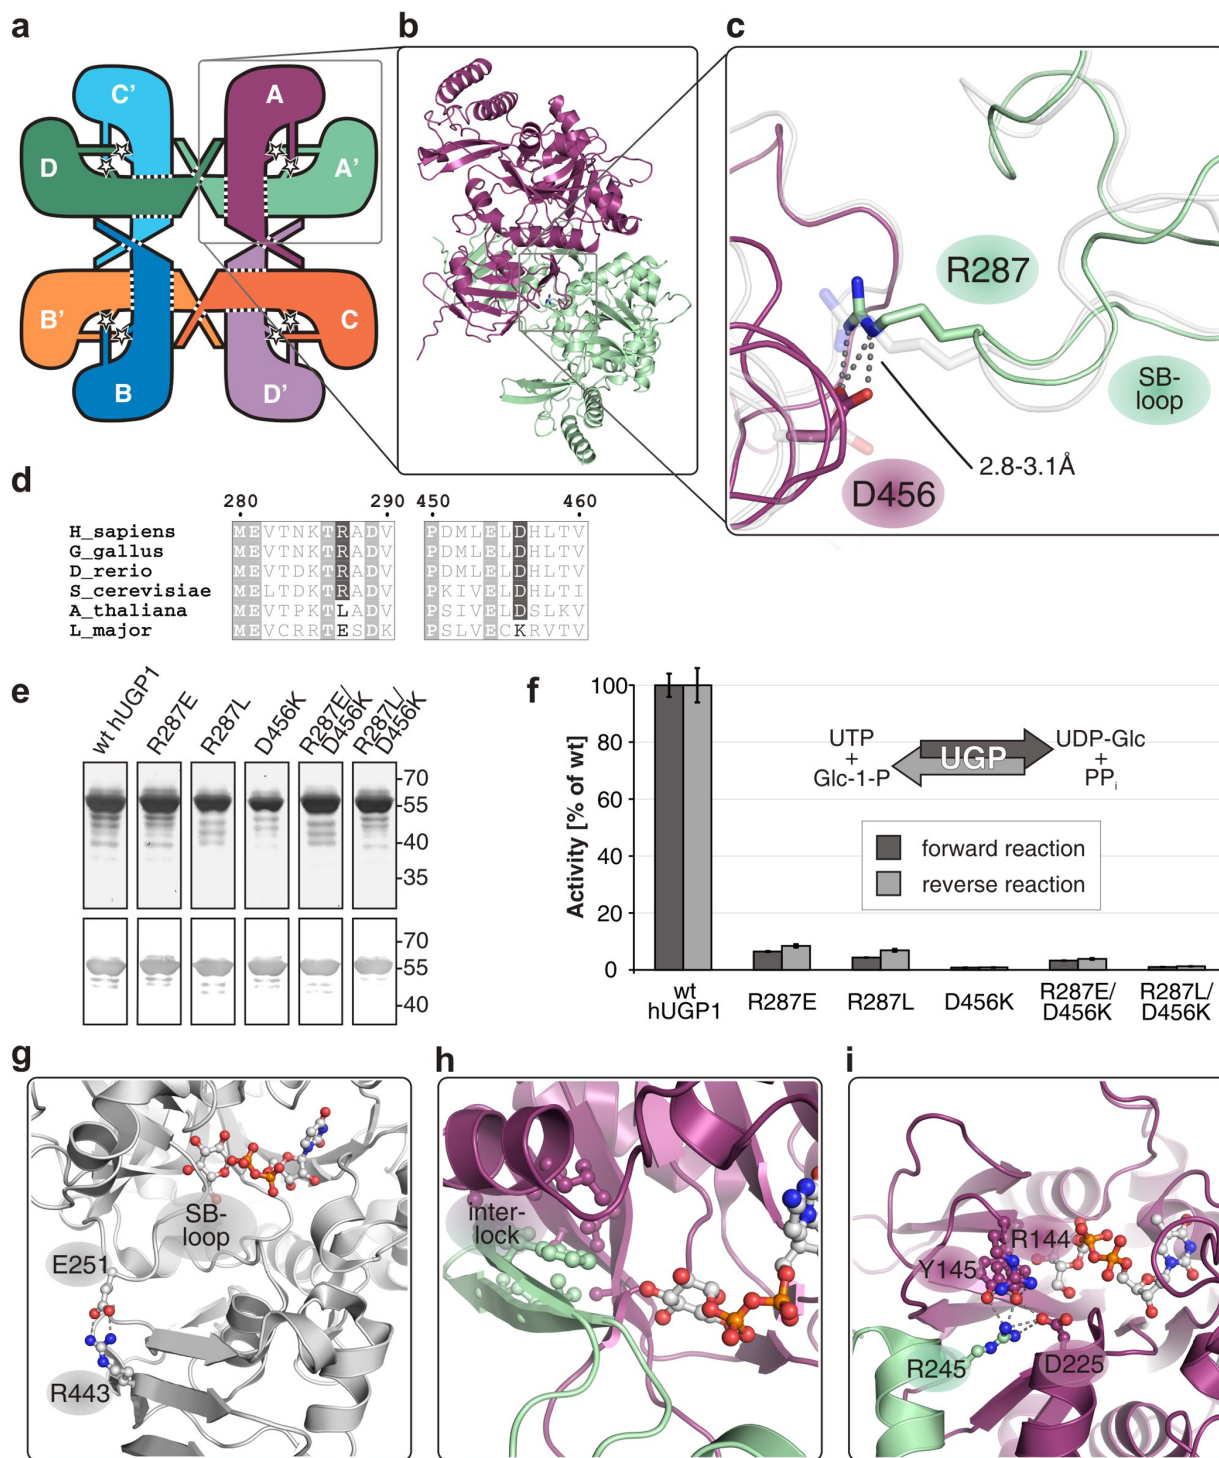 a
C'
A
D
A'
B'
C
B
D'
b
c
R287
SB-
loop
2.8-3.1Å
D456
d
280 290 450 460
H_sapiens MEVTNKTRADV PDMLELDHLTV
G_gallus MEVTNKTRADV PDMLELDHLTV
D_rerio MEVTDKTRADV PDMLELDHLTV
S_cerevisiae MELTDKTRADV PKIVELDHLTI
A_thaliana MEVTPKTLADV PSIVELDSLKV
L_major MEVCRRTESDK PSLVECKRVTV
e
wt hUGP1
R287E
R287L
D456K
R287E/
D456K
R287L/
D456K
-70
-55
-40
-35
-70
-55
-40
f
Activity [% of wt]
100
80
60
40
20
0
UTP
+
Glc-1-P
UGP
UDP-Glc
+
PPi
forward reaction
reverse reaction
wt
hUGP1
R287E
R287L
D456K
R287E/
D456K
R287L/
D456K
g
SB-
loop
E251
R443
h
inter-
lock
i
R144
Y145
R245
D225